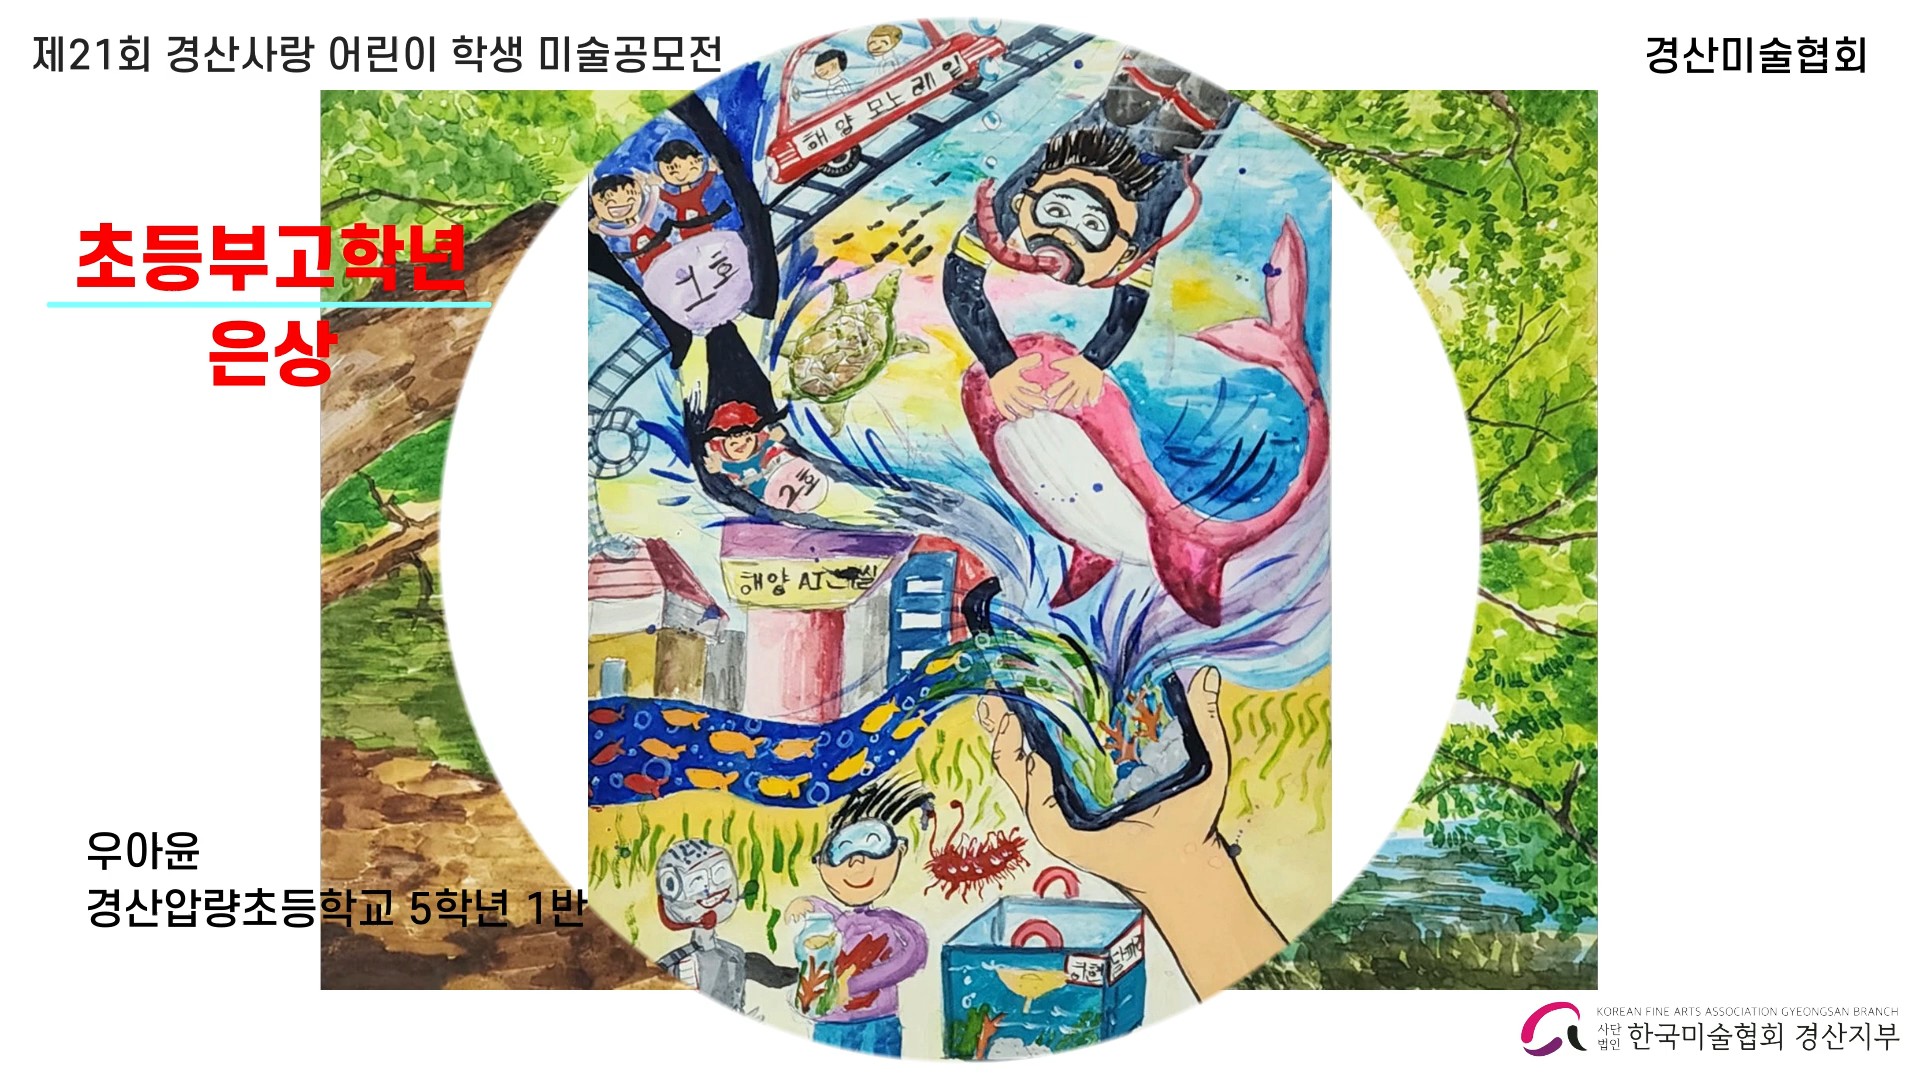 제21회 경산사랑 어린이 학생 미술공모전
경산미술협회
해양 모노레일
초등부고학년
은상
1호
2호
해양 AI
우아윤
경산압량초등학교 5학년 1반
KOREAN FINE ARTS ASSOCIATION GYEONGSAN BRANCH
사단
법인
한국미술협회 경산지부